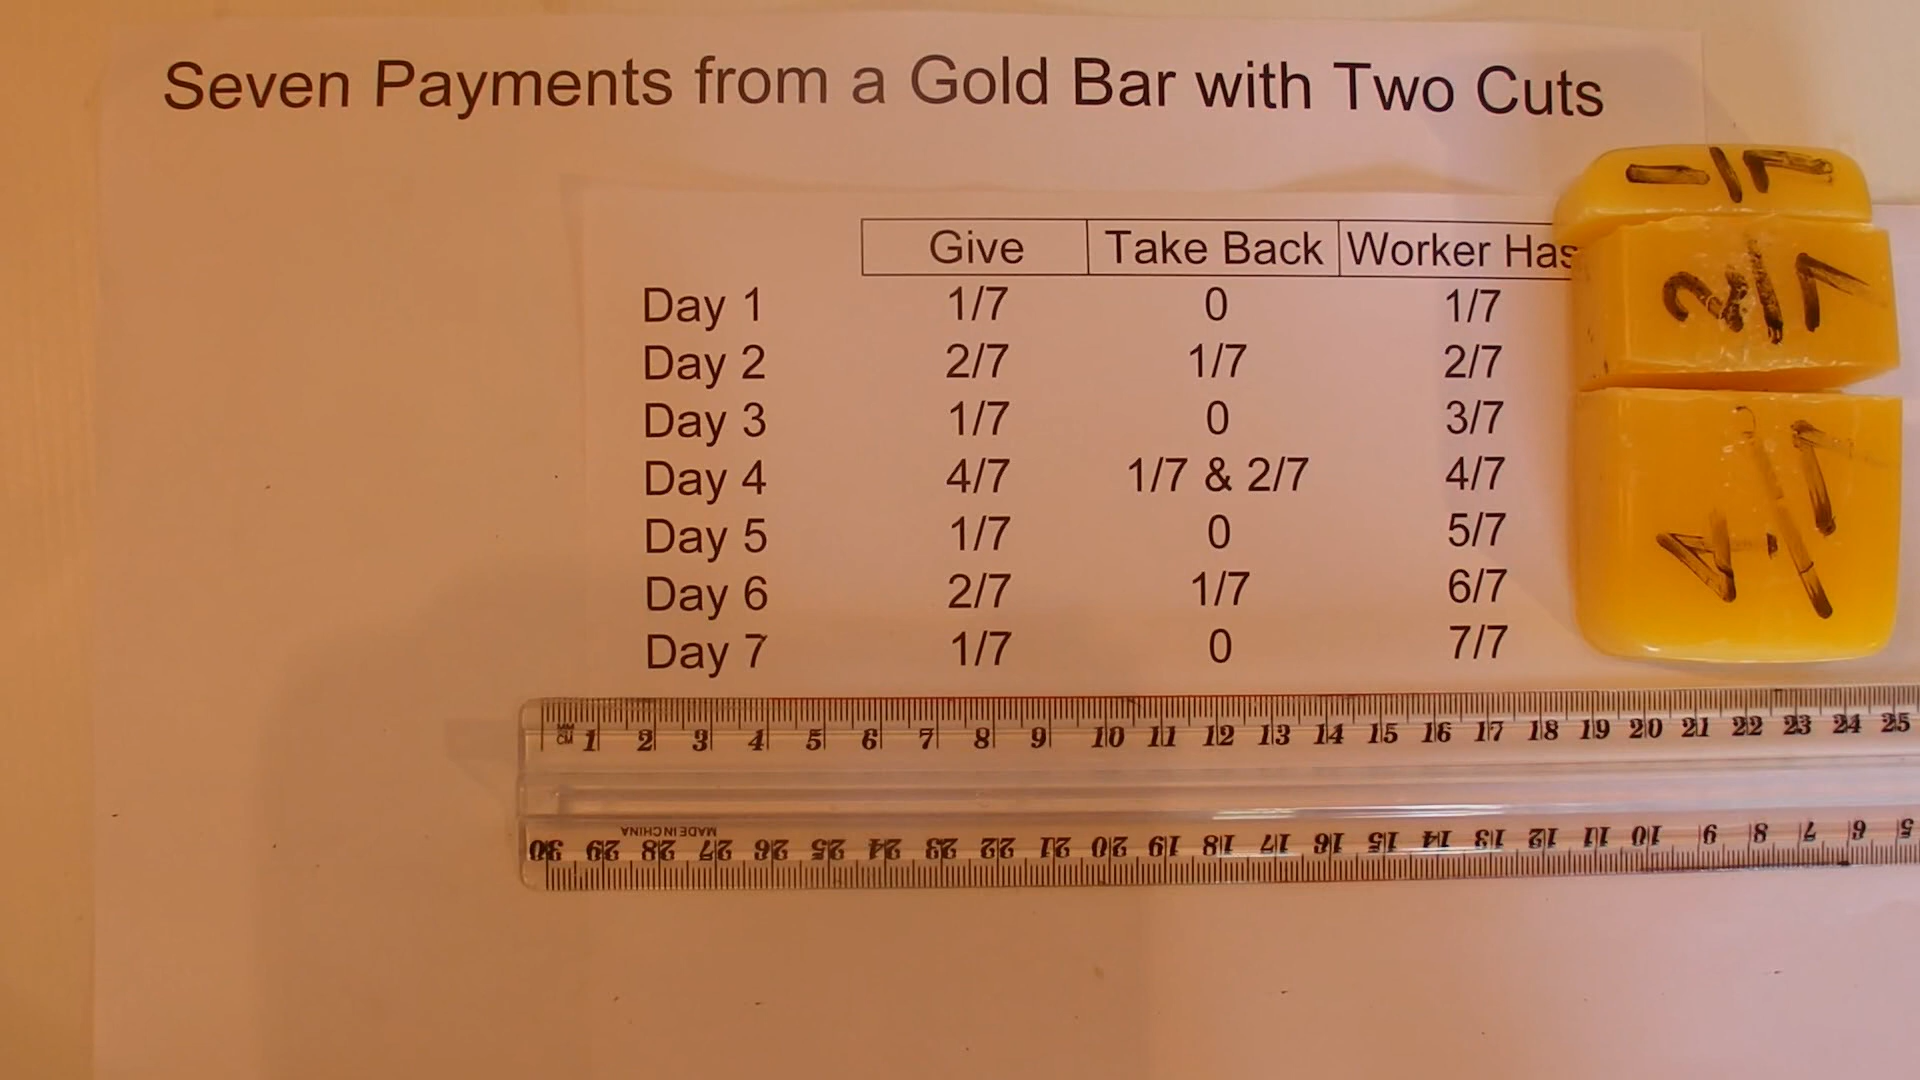 Seven Payments from a Gold Bar with Two Cuts
Give Take Back Worker Has
Day 1 1/7 0 1/7
Day 2 2/7 1/7 2/7
Day 3 1/7 0 3/7
Day 4 4/7 1/7 & 2/7 4/7
Day 5 1/7 0 5/7
Day 6 2/7 1/7 6/7
Day 7 1/7 0 7/7
1/7
2/7
4/7
MM
CM 1 2 3 4 5 6 7 8 9 10 11 12 13 14 15 16 17 18 19 20 21 22 23 24 25
MADE IN CHINA
30 29 28 27 26 25 24 23 22 21 20 19 18 17 16 15 14 13 12 11 10 9 8 7 6 5